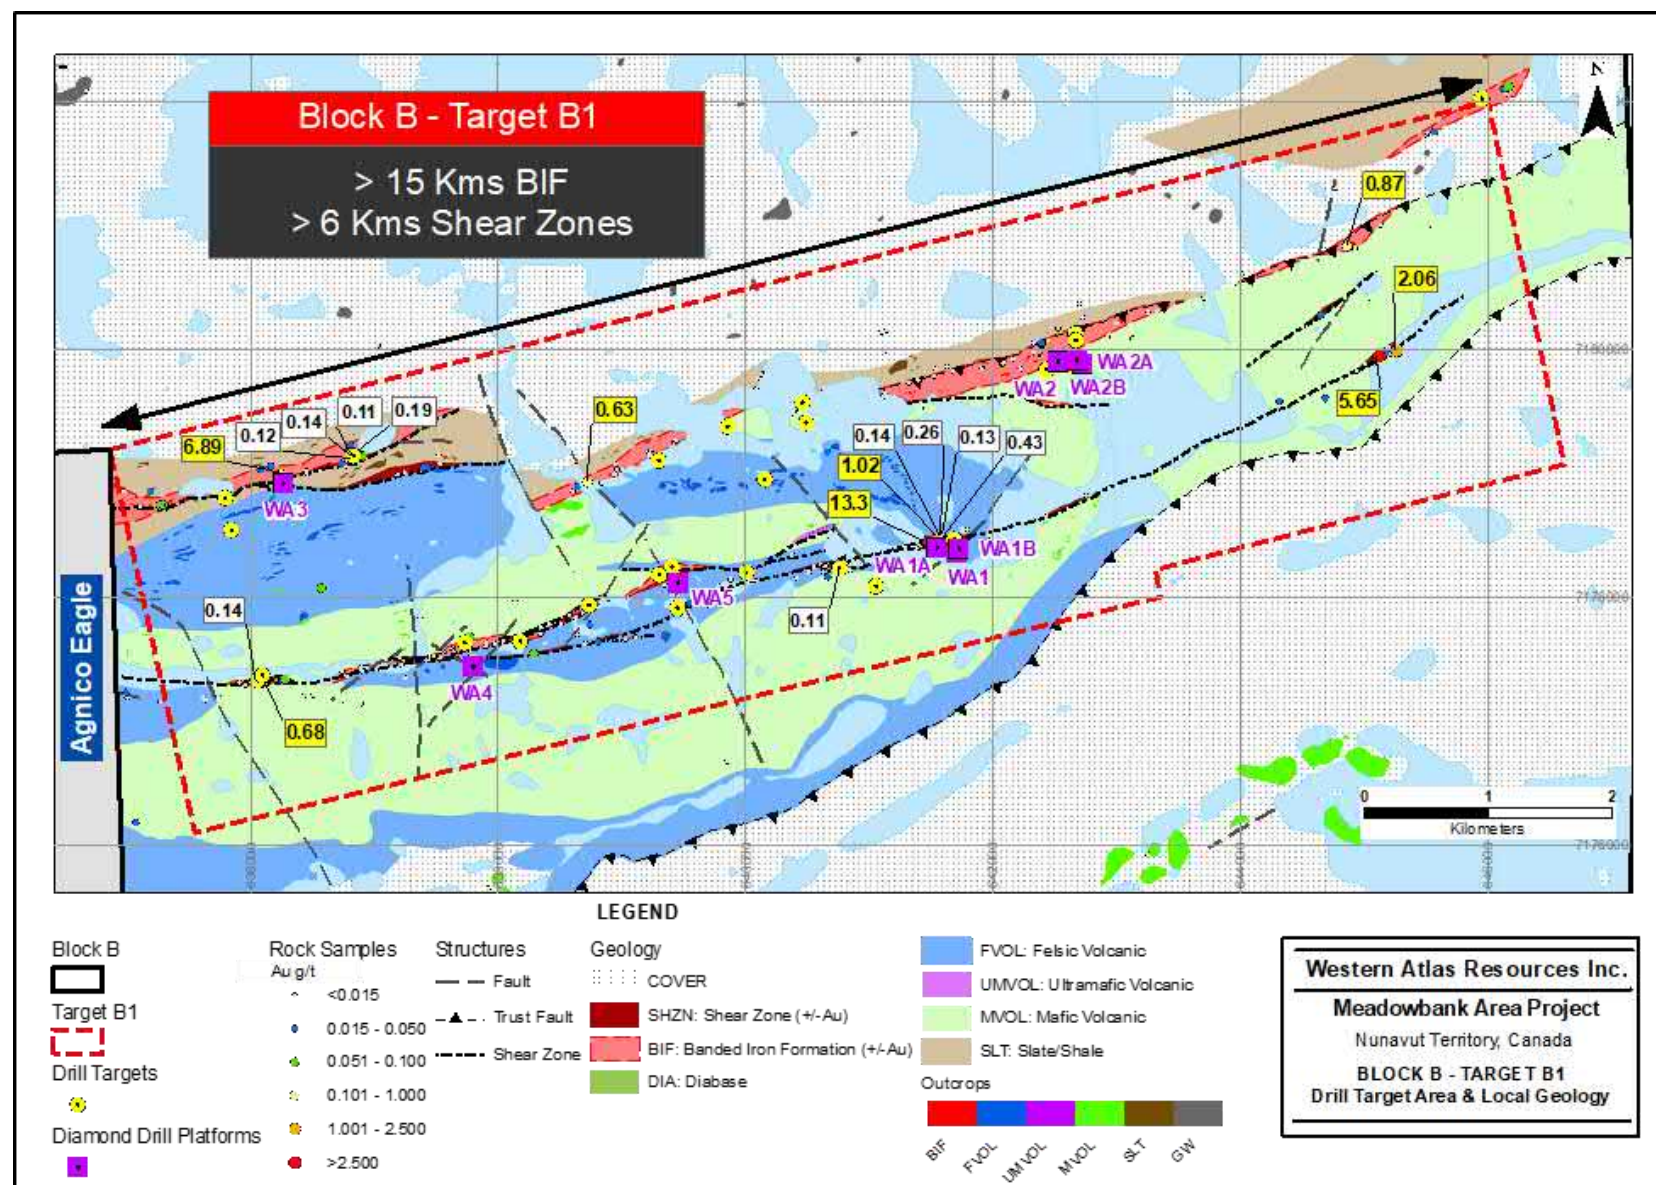 Block B - Target B1
> 15 Kms BIF
> 6 Kms Shear Zones
N
0.87
2.06
5.65
WA2A
WA2
WA2B
0.63
0.19
0.11
0.14
0.12
6.89
WA3
0.14
0.26
0.13
0.43
1.02
13.3
WA1A
WA1B
WA1
WA5
0.11
0.14
WA4
0.68
Agnico Eagle
0
1
2
Kilometers
LEGEND
Block B
Target B1
Drill Targets
Diamond Drill Platforms
Rock Samples
Au g/t
<0.015
0.015 - 0.050
0.051 - 0.100
0.101 - 1.000
1.001 - 2.500
>2.500
Structures
Fault
Trust Fault
Shear Zone
Geology
COVER
SHZN: Shear Zone (+/-Au)
BIF: Banded Iron Formation (+/-Au)
DIA: Diabase
FVOL: Felsic Volcanic
UMVOL: Ultramafic Volcanic
MVOL: Mafic Volcanic
SLT: Slate/Shale
Outcrops
BIF
FVOL
UMVOL
MVOL
SLT
GW
Western Atlas Resources Inc.
Meadowbank Area Project
Nunavut Territory, Canada
BLOCK B - TARGET B1
Drill Target Area & Local Geology